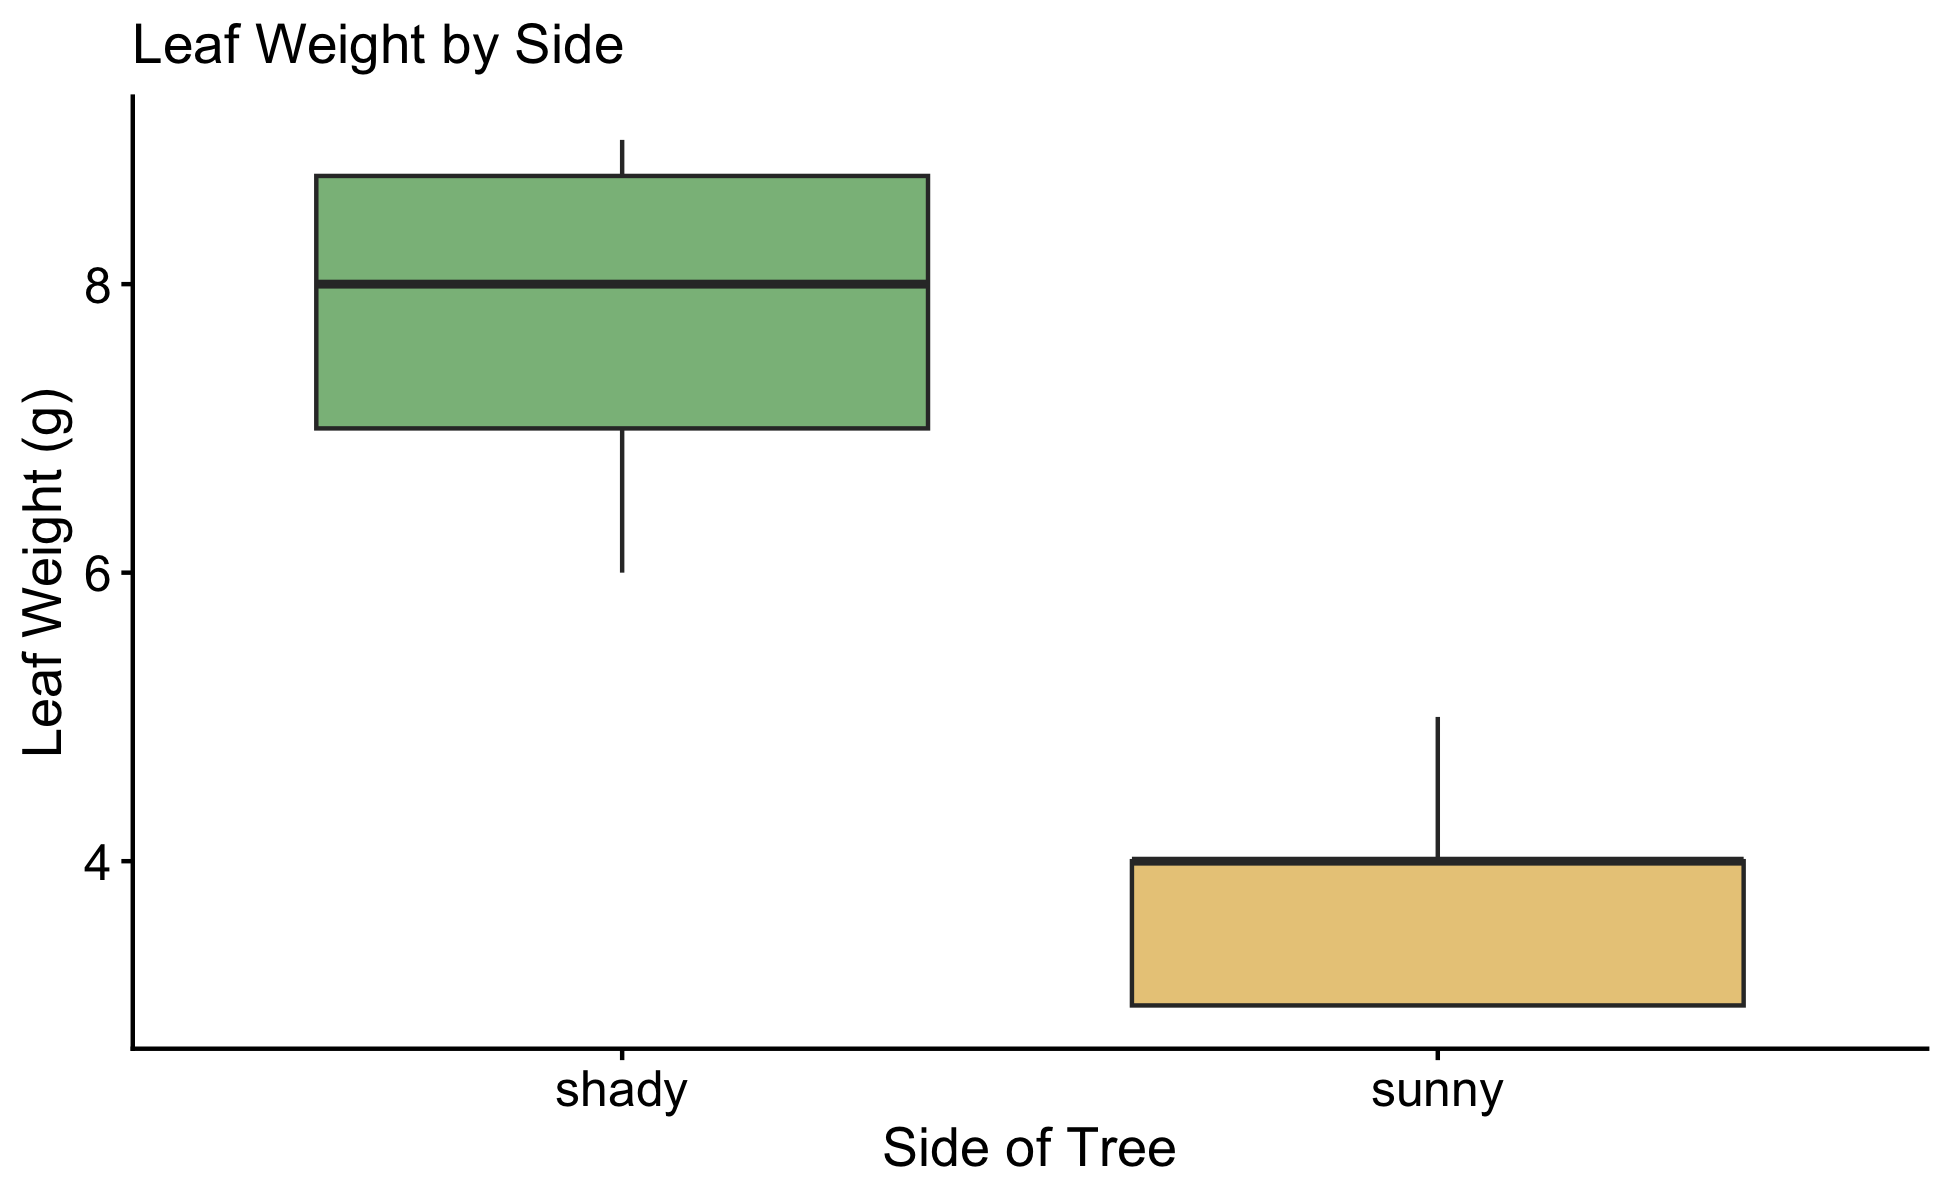 Leaf Weight by Side
Leaf Weight (g)
8
6
4
shady
sunny
Side of Tree